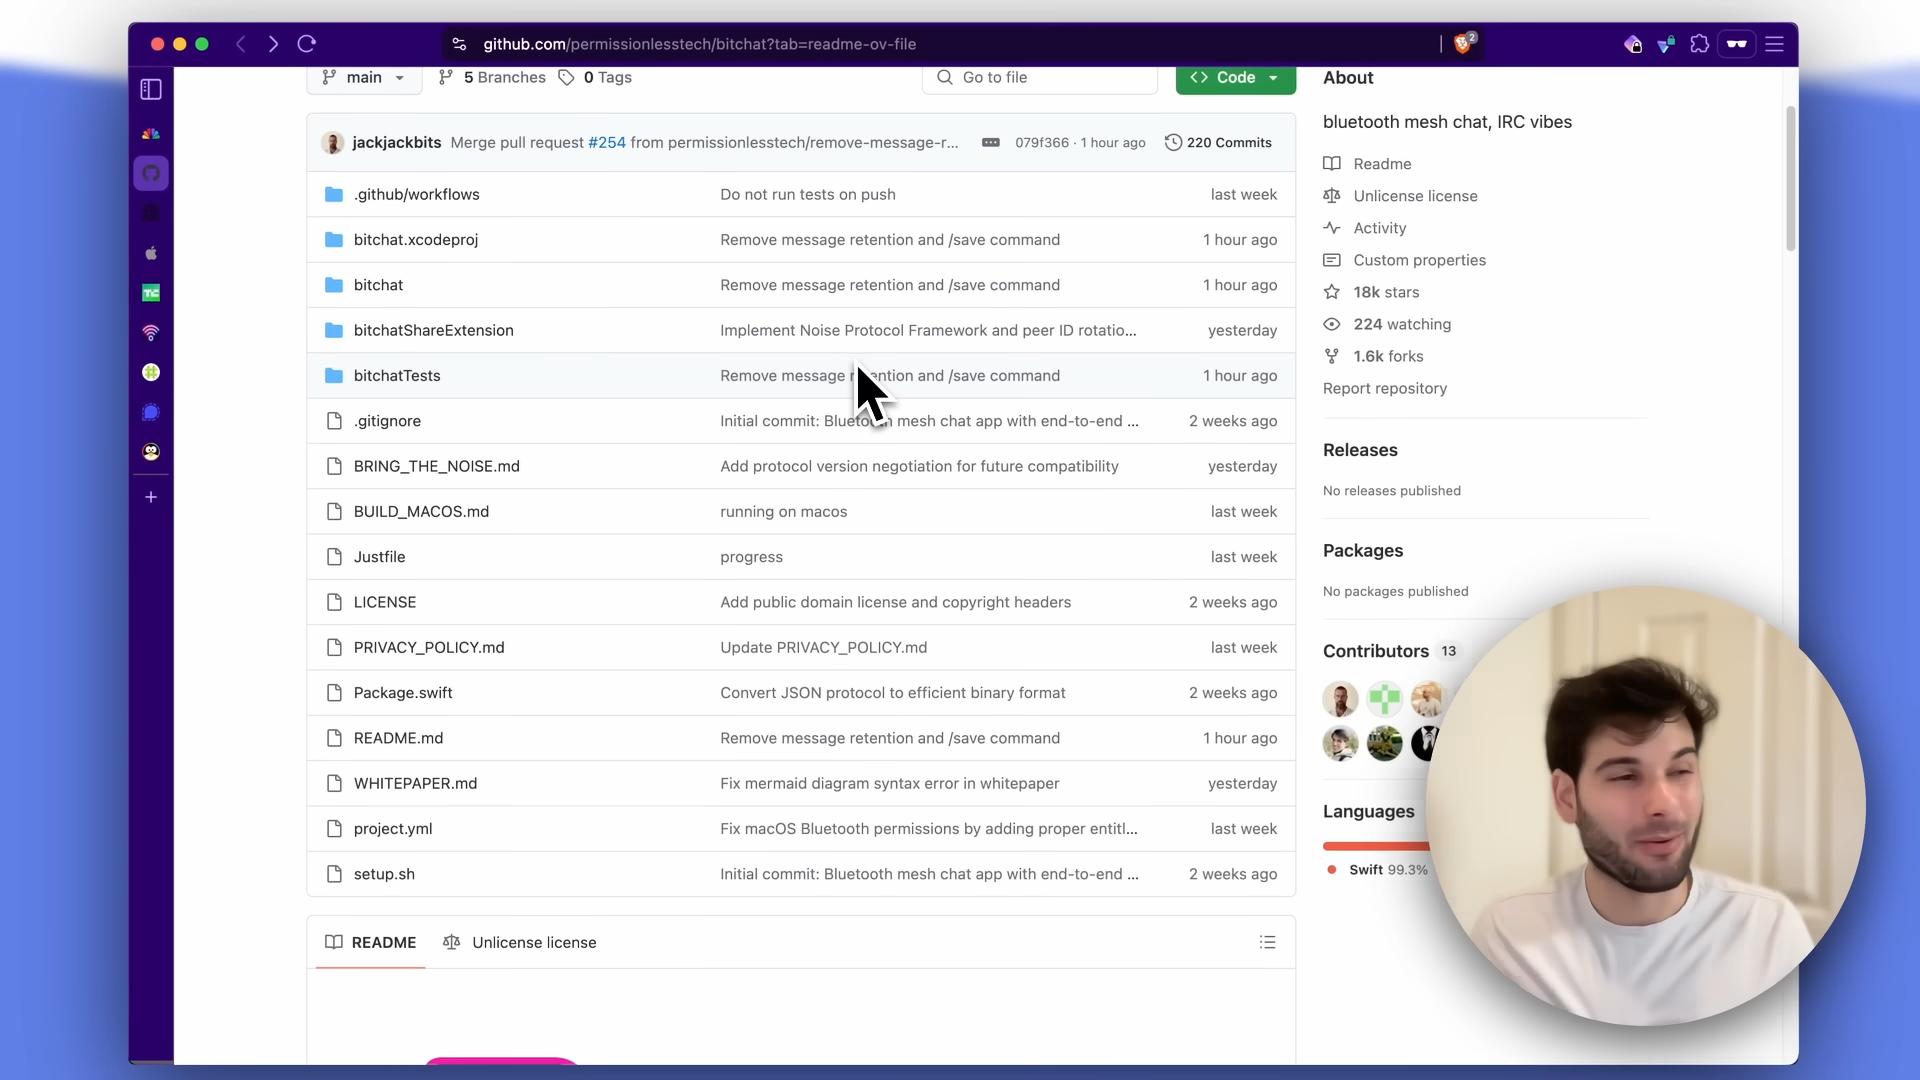 github.com/permissionlesstech/bitchat?tab=readme-ov-file
2
main
5 Branches
0 Tags
Go to file
<> Code
jackjackbits Merge pull request #254 from permissionlesstech/remove-message-r... 079f366 · 1 hour ago 220 Commits
.github/workflows Do not run tests on push last week
bitchat.xcodeproj Remove message retention and /save command 1 hour ago
bitchat Remove message retention and /save command 1 hour ago
bitchatShareExtension Implement Noise Protocol Framework and peer ID rotatio... yesterday
bitchatTests Remove message retention and /save command 1 hour ago
.gitignore Initial commit: Bluetooth mesh chat app with end-to-end ... 2 weeks ago
BRING_THE_NOISE.md Add protocol version negotiation for future compatibility yesterday
BUILD_MACOS.md running on macos last week
Justfile progress last week
LICENSE Add public domain license and copyright headers 2 weeks ago
PRIVACY_POLICY.md Update PRIVACY_POLICY.md last week
Package.swift Convert JSON protocol to efficient binary format 2 weeks ago
README.md Remove message retention and /save command 1 hour ago
WHITEPAPER.md Fix mermaid diagram syntax error in whitepaper yesterday
project.yml Fix macOS Bluetooth permissions by adding proper entitl... last week
setup.sh Initial commit: Bluetooth mesh chat app with end-to-end ... 2 weeks ago
README
Unlicense license
About
bluetooth mesh chat, IRC vibes
Readme
Unlicense license
Activity
Custom properties
18k stars
224 watching
1.6k forks
Report repository
Releases
No releases published
Packages
No packages published
Contributors 13
Languages
Swift 99.3%